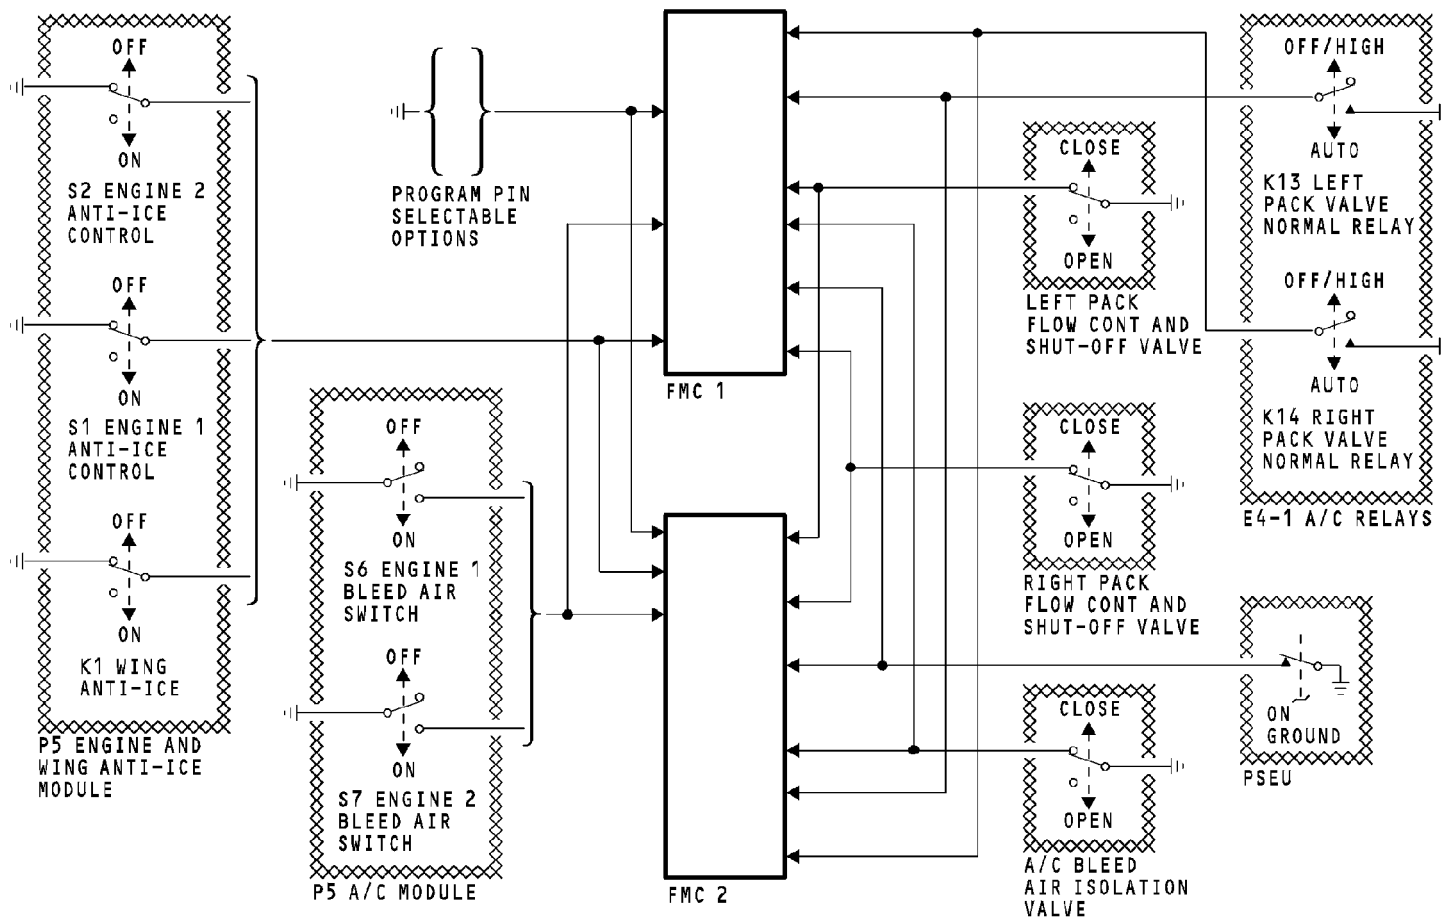 OFF
ON
S2 ENGINE 2
ANTI-ICE
CONTROL
OFF
ON
S1 ENGINE 1
ANTI-ICE
CONTROL
OFF
ON
K1 WING
ANTI-ICE
P5 ENGINE AND
WING ANTI-ICE
MODULE
PROGRAM PIN
SELECTABLE
OPTIONS
OFF
ON
S6 ENGINE 1
BLEED AIR
SWITCH
OFF
ON
S7 ENGINE 2
BLEED AIR
SWITCH
P5 A/C MODULE
FMC 1
FMC 2
CLOSE
OPEN
LEFT PACK
FLOW CONT AND
SHUT-OFF VALVE
CLOSE
OPEN
RIGHT PACK
FLOW CONT AND
SHUT-OFF VALVE
CLOSE
OPEN
A/C BLEED
AIR ISOLATION
VALVE
OFF/HIGH
AUTO
K13 LEFT
PACK VALVE
NORMAL RELAY
OFF/HIGH
AUTO
K14 RIGHT
PACK VALVE
NORMAL RELAY
E4-1 A/C RELAYS
ON
GROUND
PSEU